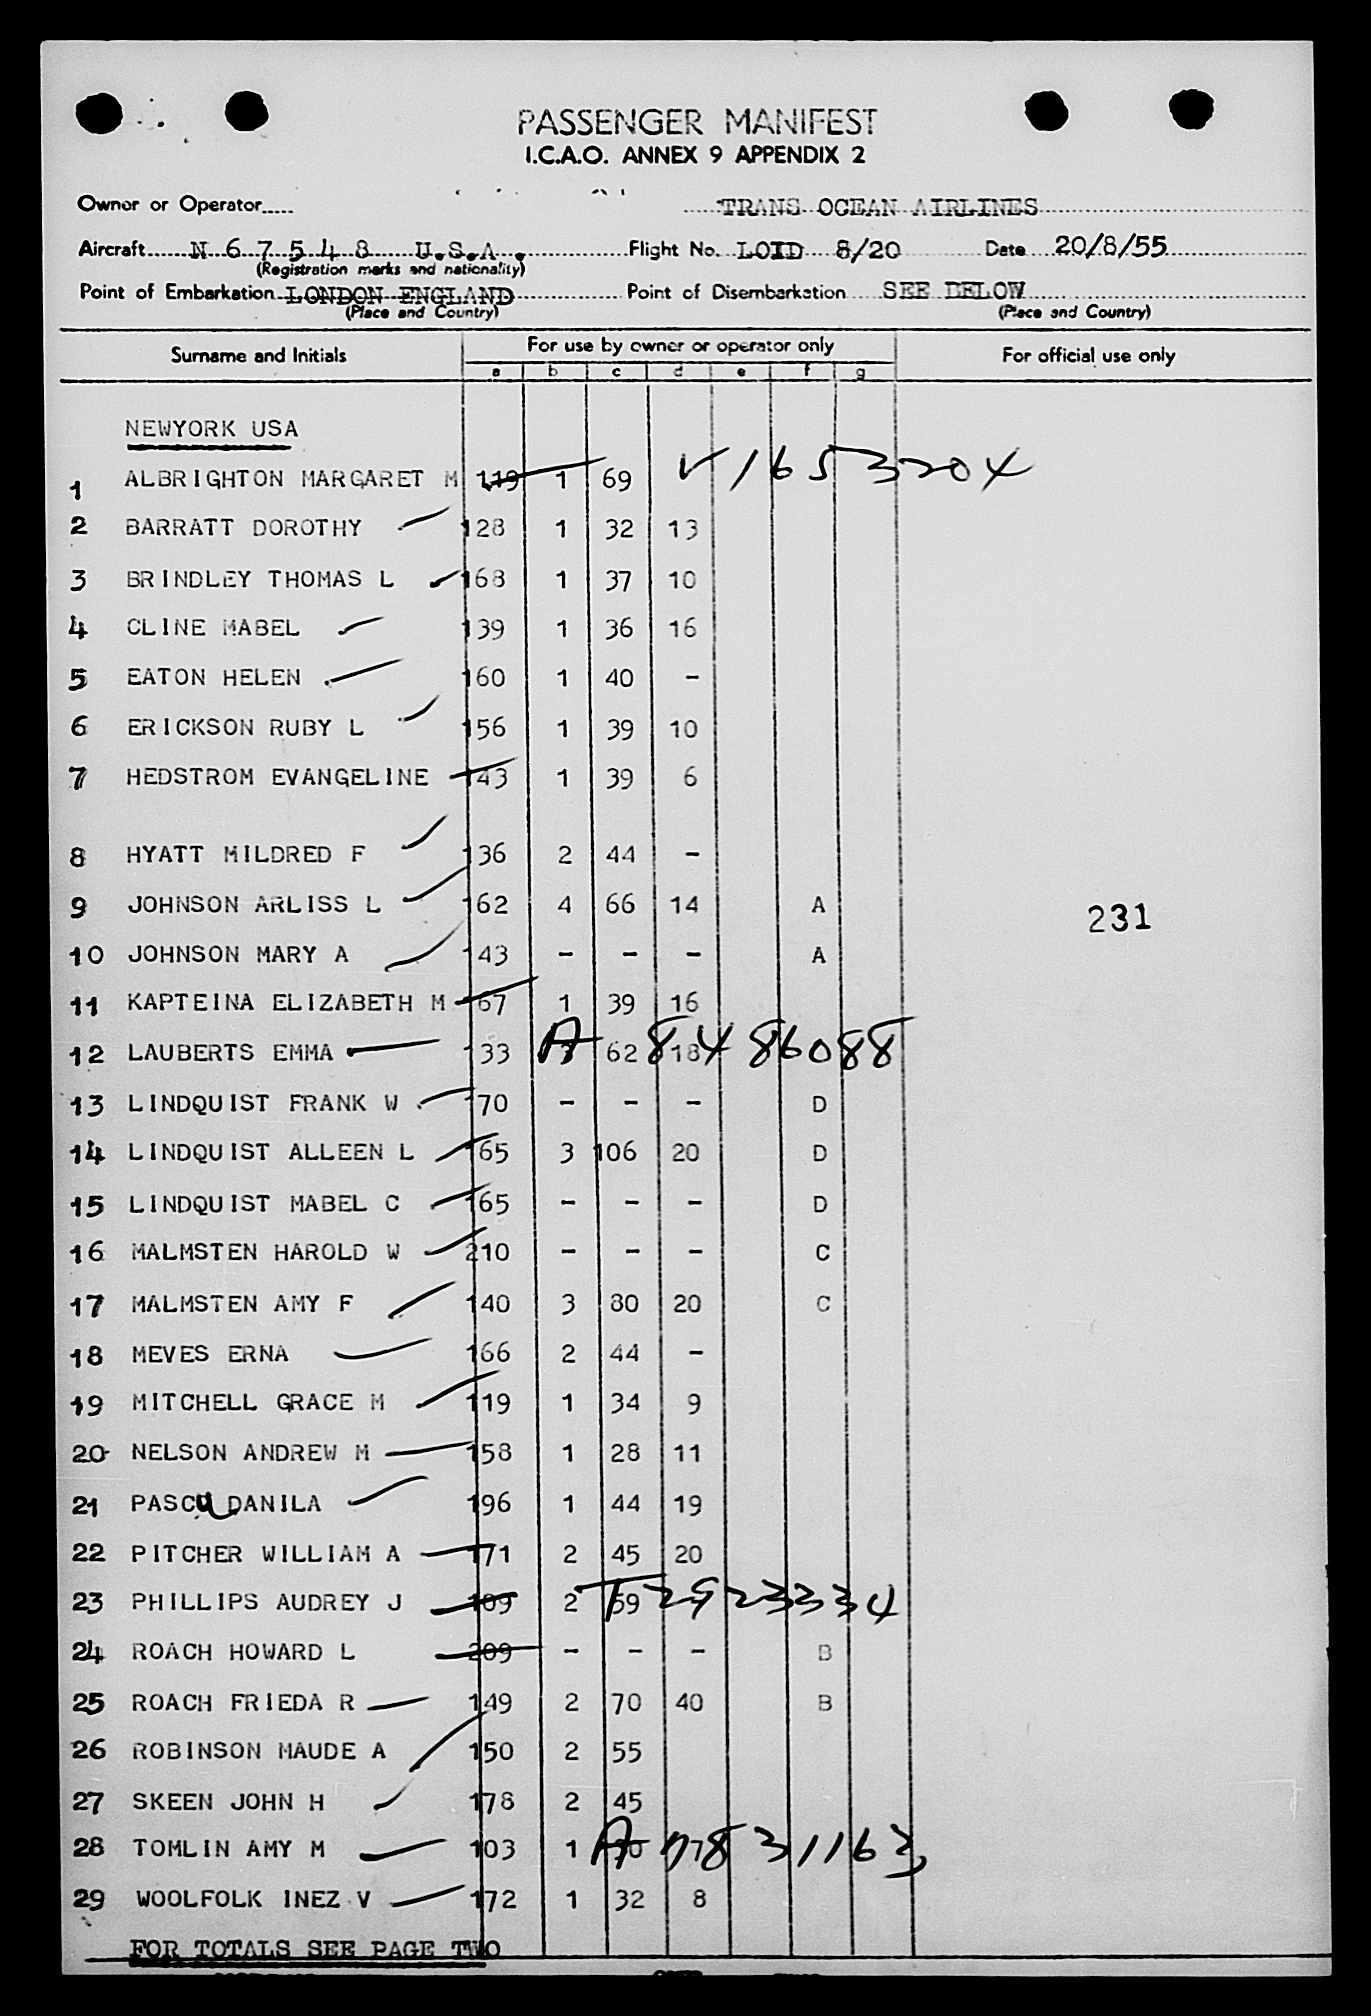 PASSENGER MANIFEST
I.C.A.O. ANNEX 9 APPENDIX 2
Owner or Operator TRANS OCEAN AIRLINES
Aircraft N 6 7 5 4 8 U.S.A. Flight No. LOID 8/20 Date 20/8/55
(Registration marks and nationality)
Point of Embarkation LONDON ENGLAND Point of Disembarkation SEE BELOW
(Place and Country) (Place and Country)
Surname and Initials For use by owner or operator only For official use only
a b c d e f g
NEWYORK USA
1 ALBRIGHTON MARGARET M 119 1 69 V1653204
2 BARRATT DOROTHY 128 1 32 13
3 BRINDLEY THOMAS L 168 1 37 10
4 CLINE MABEL 139 1 36 16
5 EATON HELEN 160 1 40 -
6 ERICKSON RUBY L 156 1 39 10
7 HEDSTROM EVANGELINE 143 1 39 6
8 HYATT MILDRED F 136 2 44 -
9 JOHNSON ARLISS L 162 4 66 14 A
231
10 JOHNSON MARY A 143 - - - A
11 KAPTEINA ELIZABETH M 167 1 39 16
12 LAUBERTS EMMA 133 62 18 A 8486088
13 LINDQUIST FRANK W 170 - - - D
14 LINDQUIST ALLEEN L 165 3 106 20 D
15 LINDQUIST MABEL C 165 - - - D
16 MALMSTEN HAROLD W 210 - - - C
17 MALMSTEN AMY F 140 3 80 20 C
18 MEVES ERNA 166 2 44 -
19 MITCHELL GRACE M 119 1 34 9
20 NELSON ANDREW M 158 1 28 11
21 PASCU DANILA 196 1 44 19
22 PITCHER WILLIAM A 171 2 45 20
23 PHILLIPS AUDREY J 109 2 59 T2923334
24 ROACH HOWARD L 209 - - - B
25 ROACH FRIEDA R 149 2 70 40 B
26 ROBINSON MAUDE A 150 2 55
27 SKEEN JOHN H 178 2 45
28 TOMLIN AMY M 103 1 A 7831163
29 WOOLFOLK INEZ V 172 1 32 8
FOR TOTALS SEE PAGE TWO